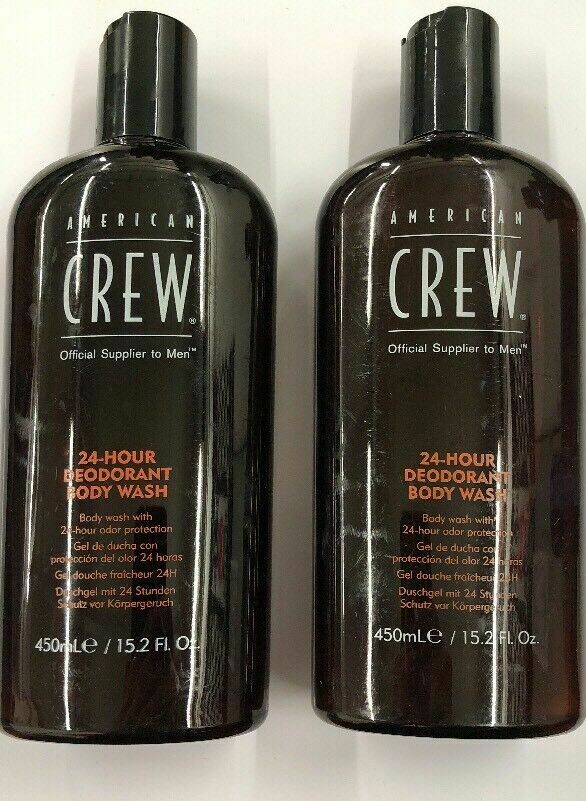 AMERICAN
CREW®
Official Supplier to Men™
24-HOUR
DEODORANT
BODY WASH
Body wash with
24-hour odor protection
Gel de ducha con
protección del olor 24 horas
Gel douche fraîcheur 24H
Duschgel mit 24 Stunden
Schutz vor Körpergeruch
450mL℮ / 15.2 Fl. Oz.
AMERICAN
CREW®
Official Supplier to Men™
24-HOUR
DEODORANT
BODY WASH
Body wash with
24-hour odor protection
Gel de ducha con
protección del olor 24 horas
Gel douche fraîcheur 24H
Duschgel mit 24 Stunden
Schutz vor Körpergeruch
450mL℮ / 15.2 Fl. Oz.